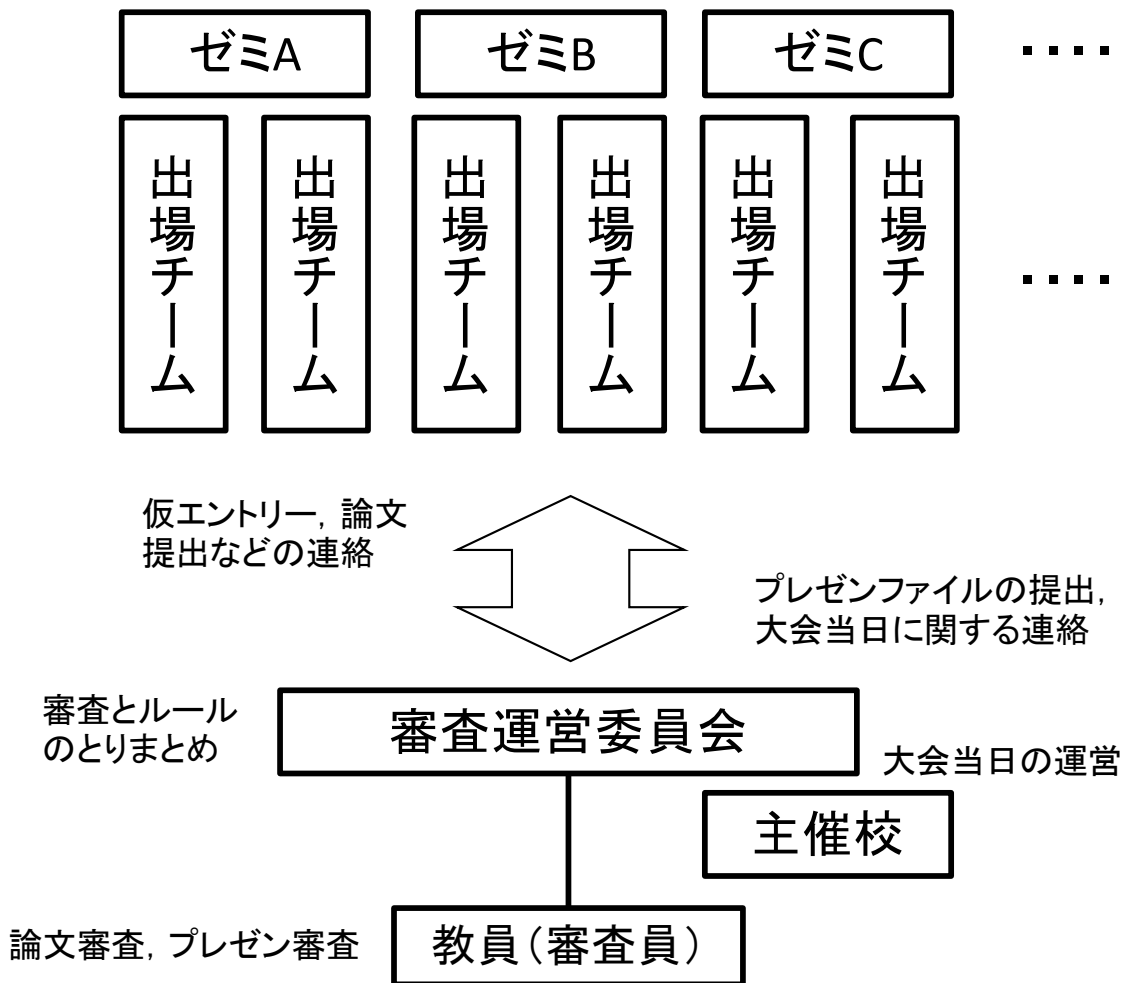 ゼミA
ゼミB
ゼミC
‥‥
出場チーム
出場チーム
出場チーム
出場チーム
出場チーム
出場チーム
‥‥
仮エントリー, 論文
提出などの連絡
プレゼンファイルの提出,
大会当日に関する連絡
審査とルール
のとりまとめ
審査運営委員会
大会当日の運営
主催校
論文審査, プレゼン審査
教員(審査員)